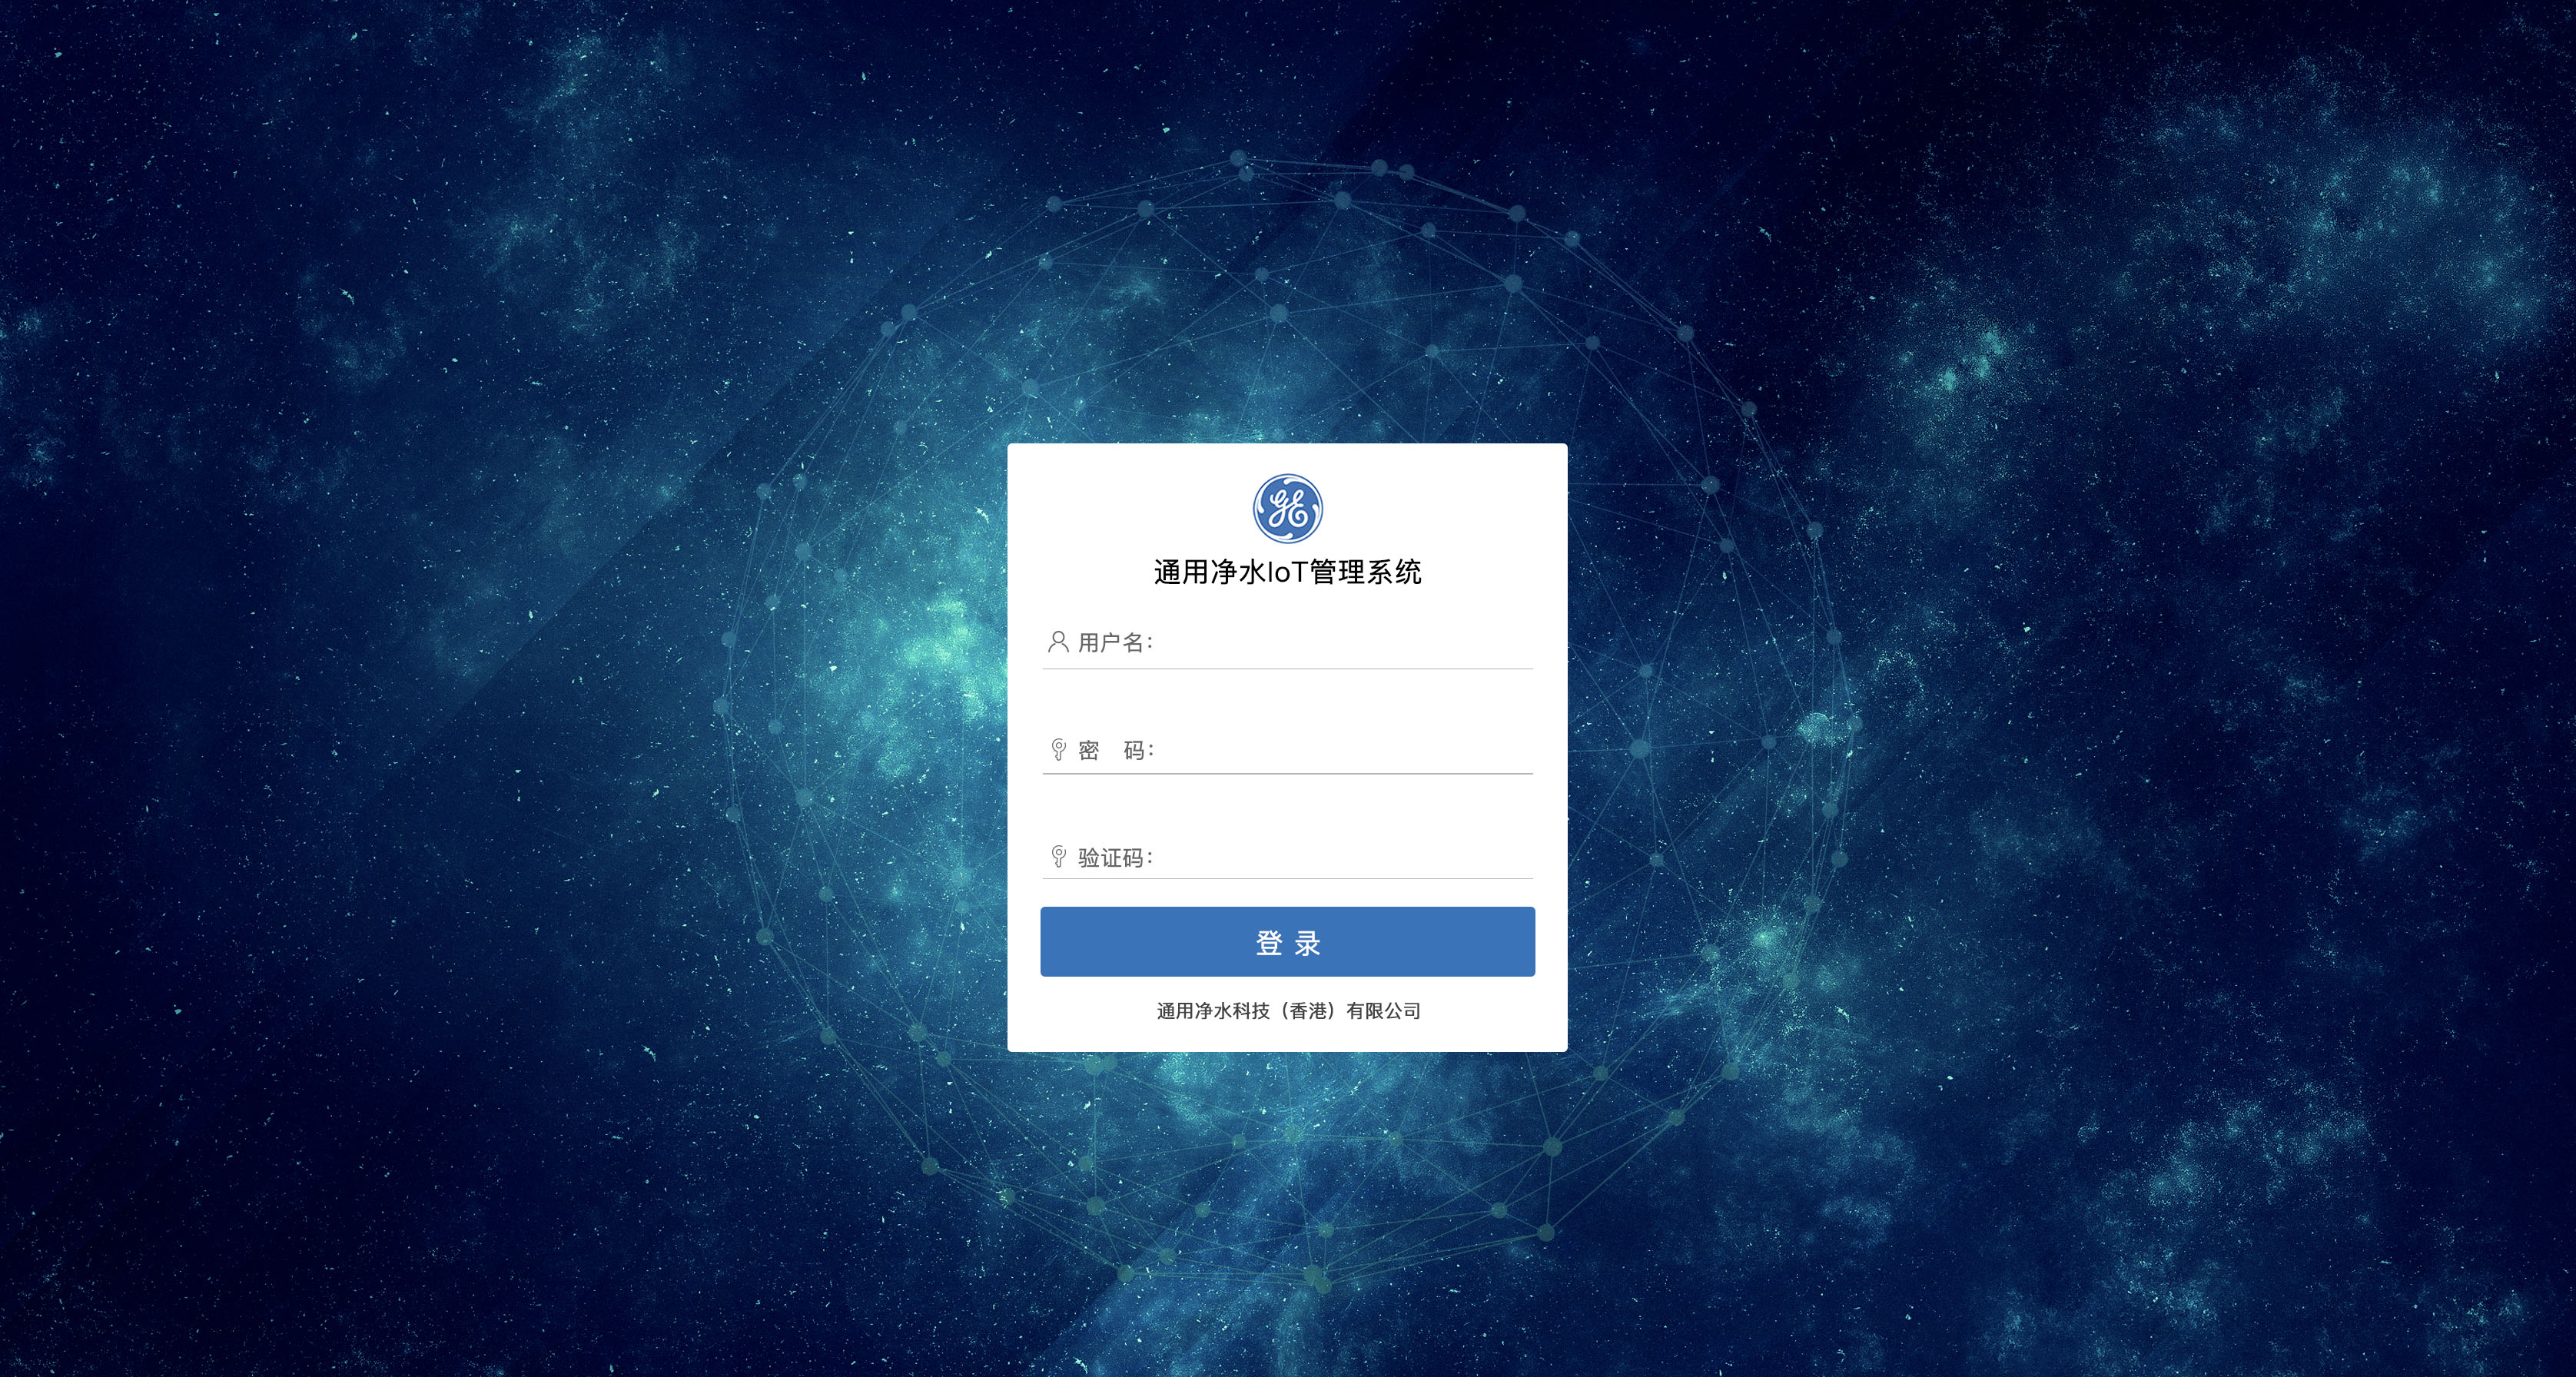 GE
通用净水IoT管理系统
用户名：
密 码：
验证码：
登 录
通用净水科技（香港）有限公司